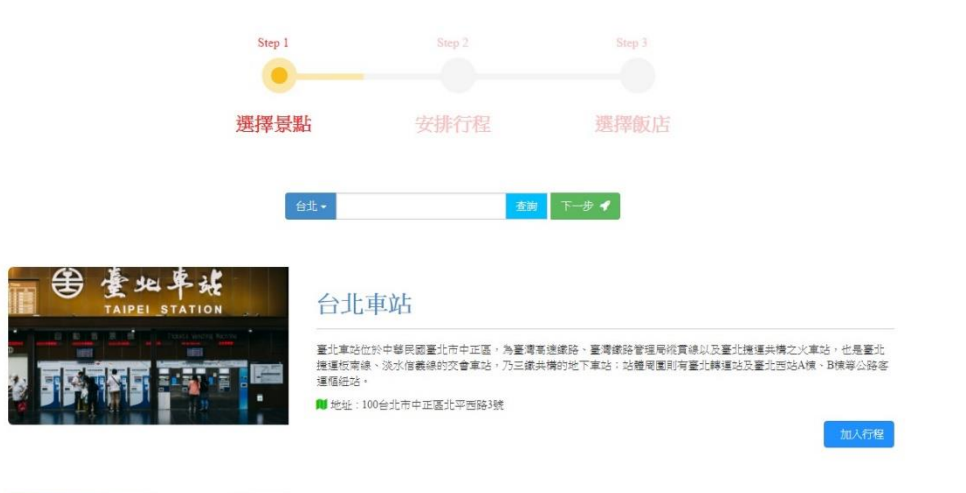 Step 1
Step 2
Step 3
選擇景點
安排行程
選擇飯店
台北
查詢
下一步
臺北車站
TAIPEI STATION
台北車站
臺北車站位於中華民國臺北市中正區，為臺灣高速鐵路、臺灣鐵路管理局縱貫線以及臺北捷運共構之火車站，也是臺北
捷運板南線、淡水信義線的交會車站，乃三鐵共構的地下車站；站體周圍則有臺北轉運站及臺北西站A棟、B棟等公路客
運樞紐站。
地址：100台北市中正區北平西路3號
加入行程